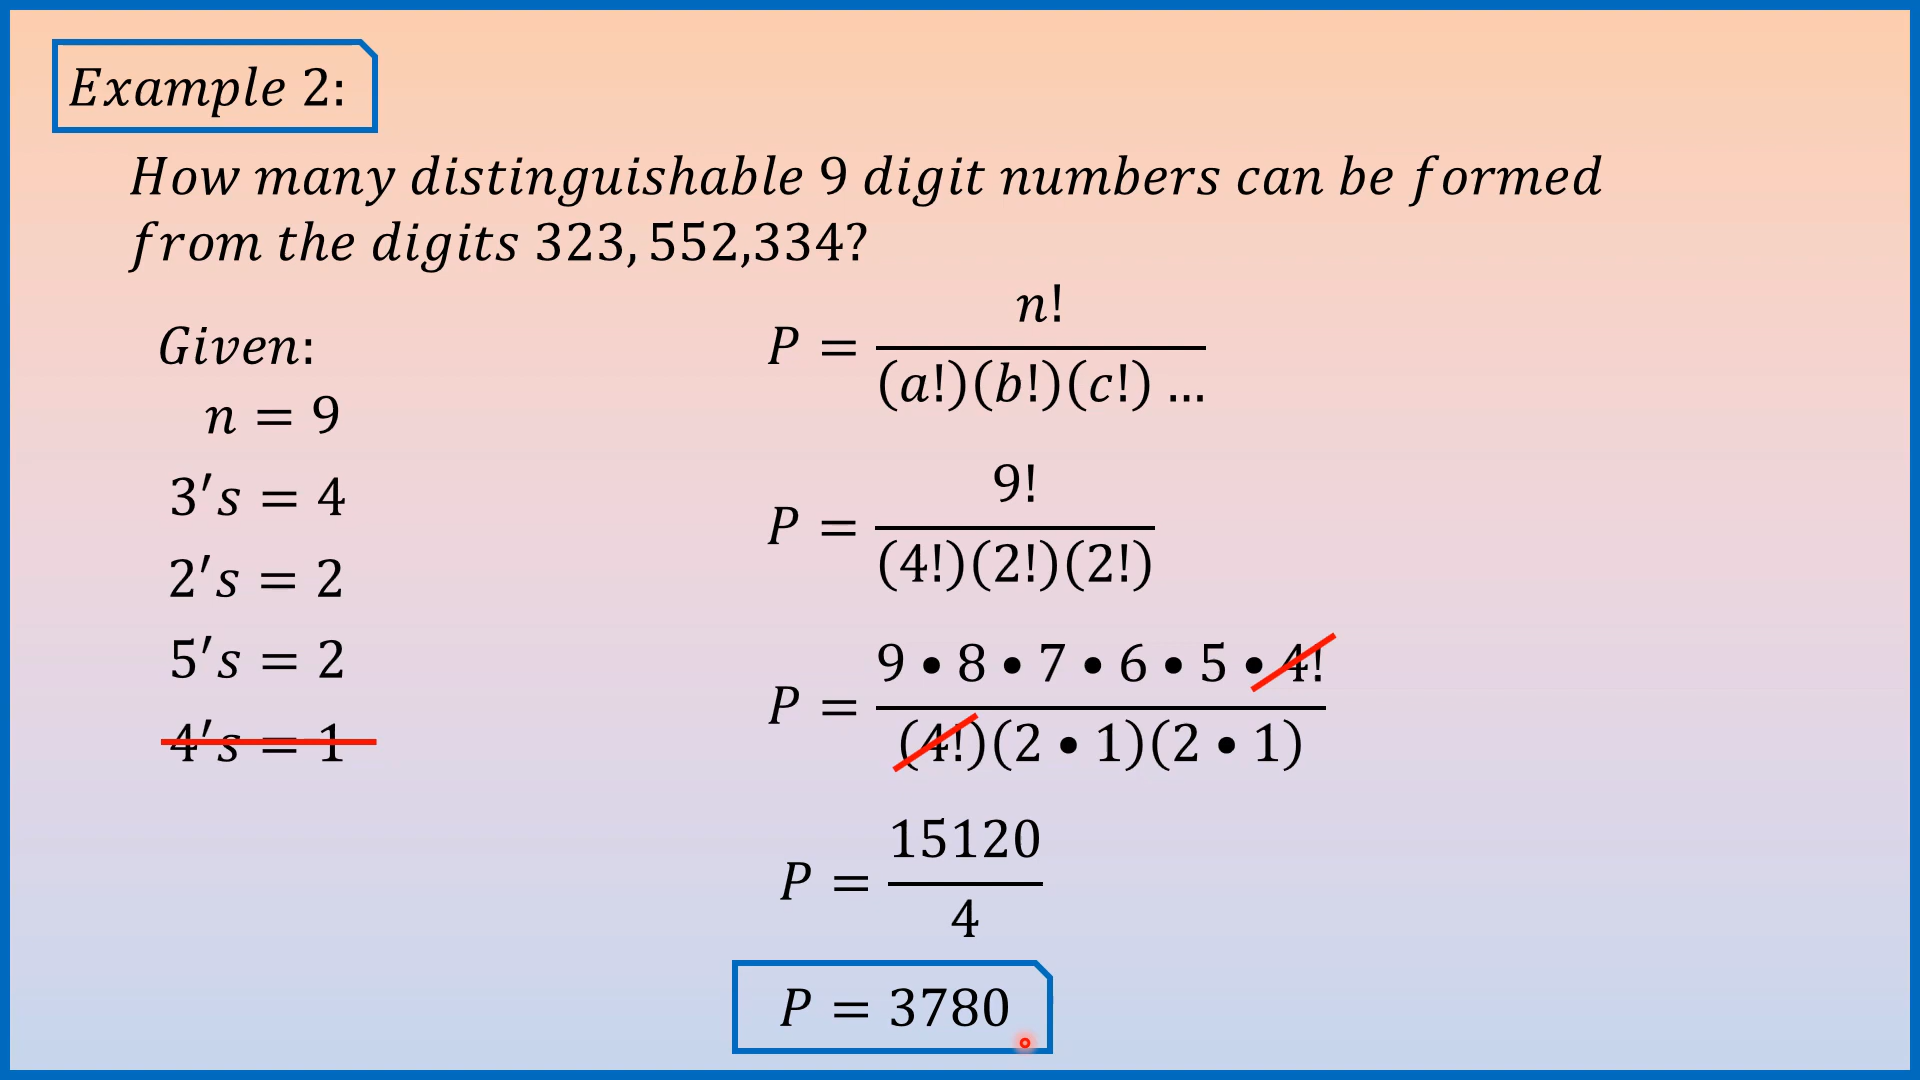 Example 2:
How many distinguishable 9 digit numbers can be formed
from the digits 323, 552,334?
Given:
n = 9
3′s = 4
2′s = 2
5′s = 2
4′s = 1
P = n! / (a!)(b!)(c!) ...
P = 9! / (4!)(2!)(2!)
P = 9 • 8 • 7 • 6 • 5 • 4! / (4!)(2 • 1)(2 • 1)
P = 15120 / 4
P = 3780